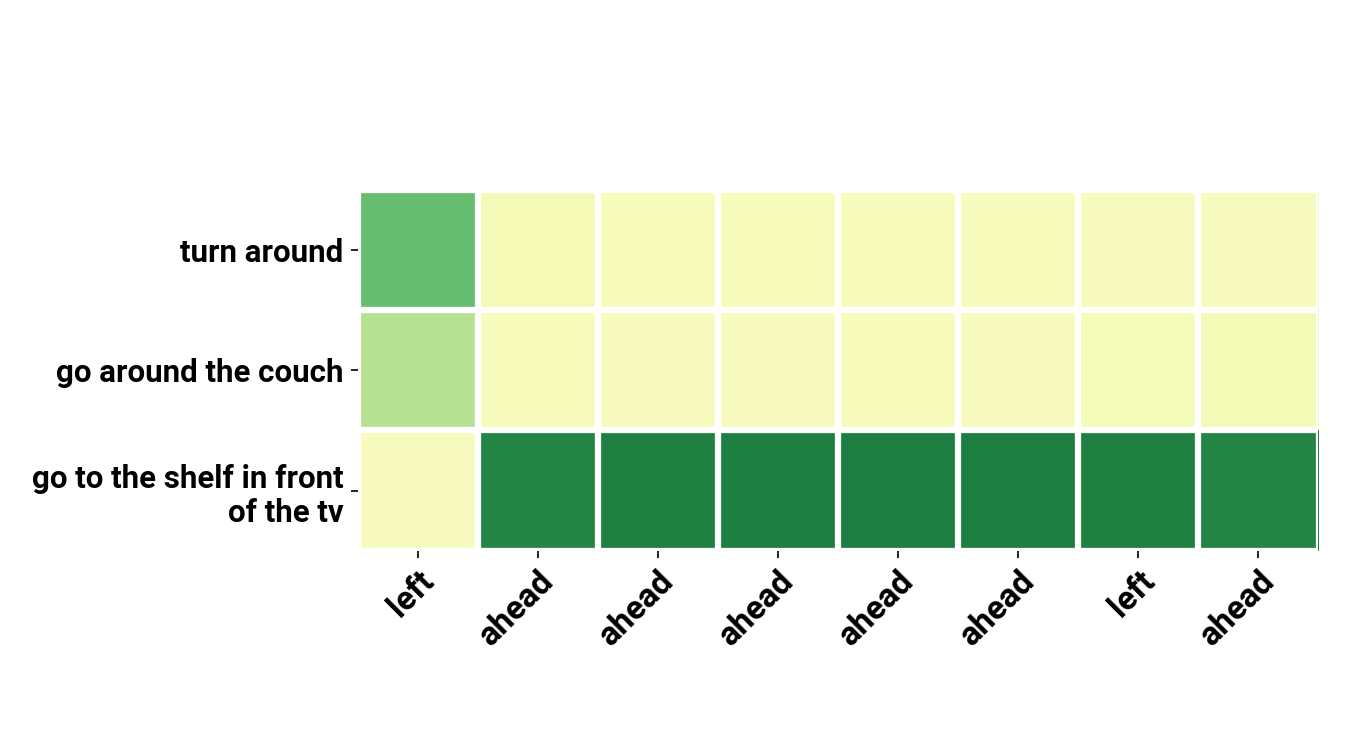 turn around
go around the couch
go to the shelf in front
of the tv
left
ahead
ahead
ahead
ahead
ahead
left
ahead